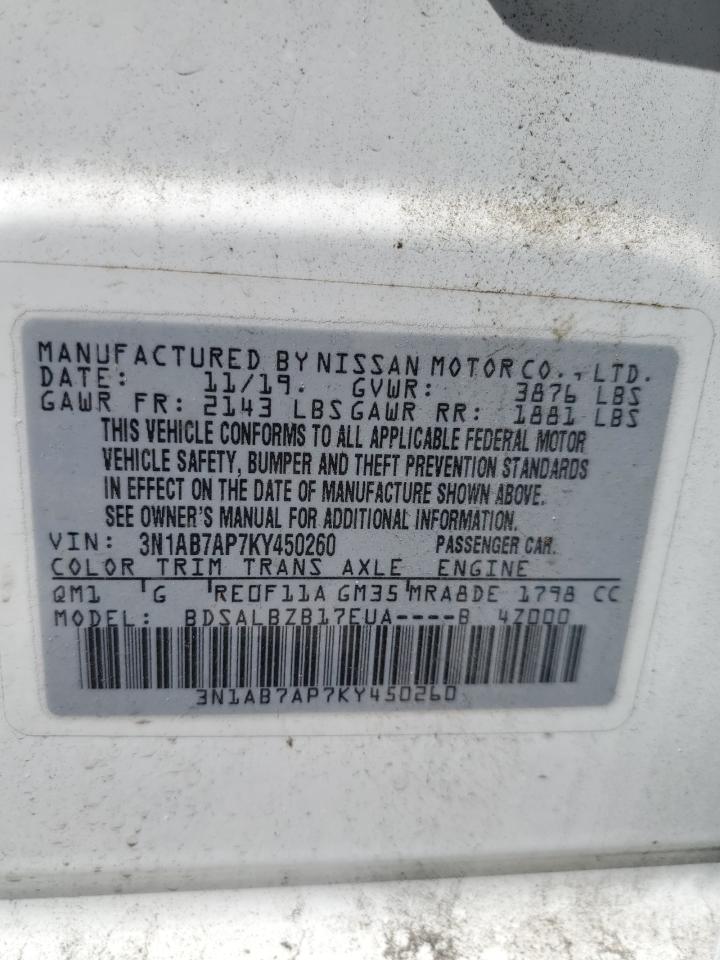 MANUFACTURED BY NISSAN MOTOR CO., LTD.
DATE: 11/19. GVWR: 3876 LBS
GAWR FR: 2143 LBS GAWR RR: 1881 LBS
THIS VEHICLE CONFORMS TO ALL APPLICABLE FEDERAL MOTOR
VEHICLE SAFETY, BUMPER AND THEFT PREVENTION STANDARDS
IN EFFECT ON THE DATE OF MANUFACTURE SHOWN ABOVE.
SEE OWNER'S MANUAL FOR ADDITIONAL INFORMATION.
VIN: 3N1AB7AP7KY450260 PASSENGER CAR.
COLOR TRIM TRANS AXLE ENGINE
QM1 G RE0F11A GM35 MRA8DE 1798 CC
MODEL: BDSALBZB17EUA----B 4Z000
3N1AB7AP7KY450260